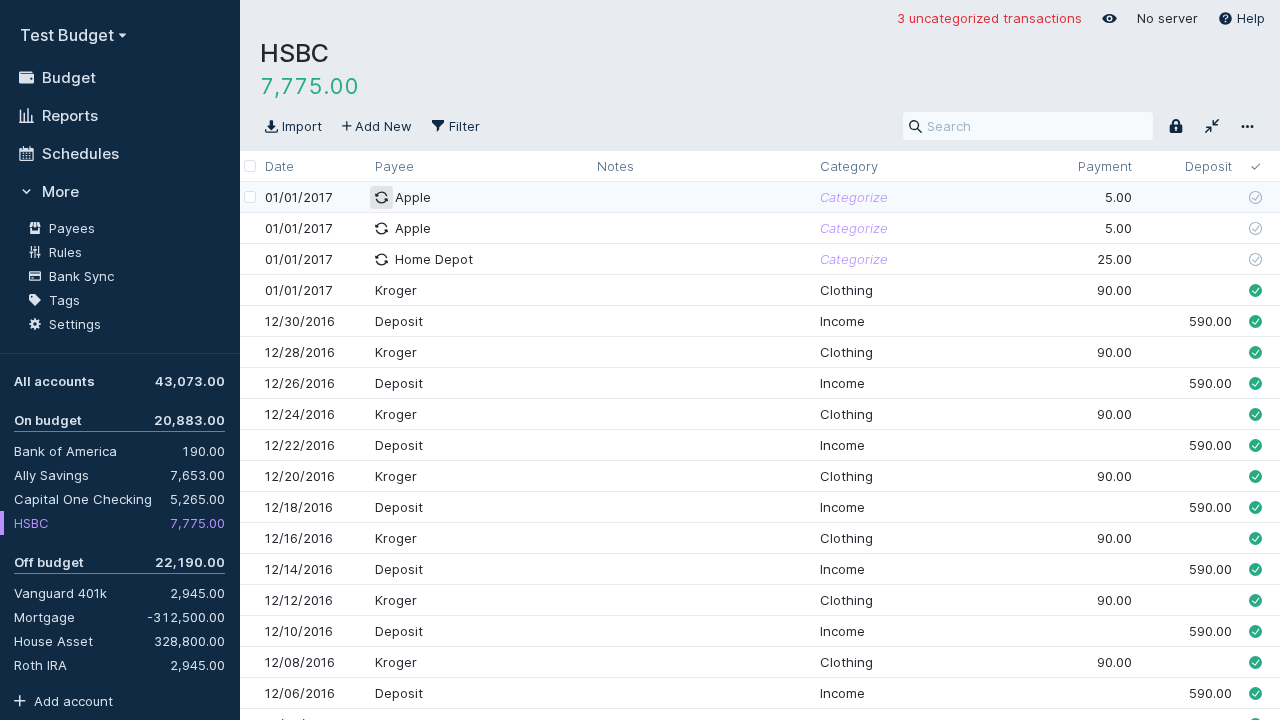 Test Budget
Budget
Reports
Schedules
More
Payees
Rules
Bank Sync
Tags
Settings
All accounts 43,073.00
On budget 20,883.00
Bank of America 190.00
Ally Savings 7,653.00
Capital One Checking 5,265.00
HSBC 7,775.00
Off budget 22,190.00
Vanguard 401k 2,945.00
Mortgage -312,500.00
House Asset 328,800.00
Roth IRA 2,945.00
Add account
3 uncategorized transactions No server Help
HSBC
7,775.00
Import Add New Filter Search
Date Payee Notes Category Payment Deposit
01/01/2017 Apple Categorize 5.00
01/01/2017 Apple Categorize 5.00
01/01/2017 Home Depot Categorize 25.00
01/01/2017 Kroger Clothing 90.00
12/30/2016 Deposit Income 590.00
12/28/2016 Kroger Clothing 90.00
12/26/2016 Deposit Income 590.00
12/24/2016 Kroger Clothing 90.00
12/22/2016 Deposit Income 590.00
12/20/2016 Kroger Clothing 90.00
12/18/2016 Deposit Income 590.00
12/16/2016 Kroger Clothing 90.00
12/14/2016 Deposit Income 590.00
12/12/2016 Kroger Clothing 90.00
12/10/2016 Deposit Income 590.00
12/08/2016 Kroger Clothing 90.00
12/06/2016 Deposit Income 590.00